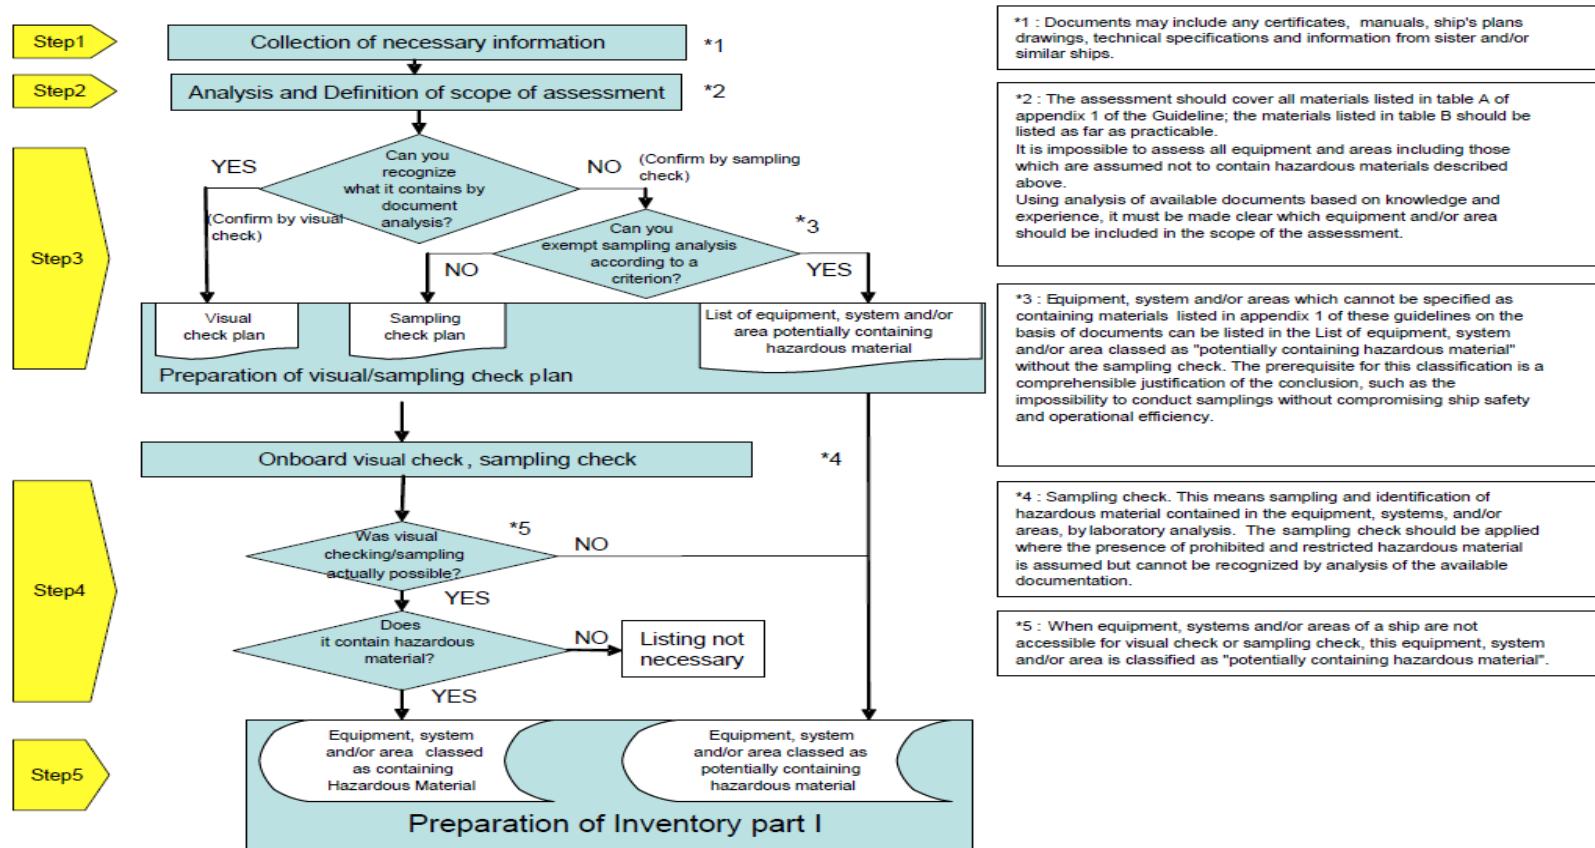 Step1
Collection of necessary information
*1
Step2
Analysis and Definition of scope of assessment
*2
Step3
YES
Can you
recognize
what it contains by
document
analysis?
NO
(Confirm by sampling
check)
(Confirm by visual
check)
*3
Can you
exempt sampling analysis
according to a
criterion?
NO
YES
Visual
check plan
Sampling
check plan
List of equipment, system and/or
area potentially containing
hazardous material
Preparation of visual/sampling check plan
Onboard visual check, sampling check
*4
Step4
*5
Was visual
checking/sampling
actually possible?
NO
YES
Does
it contain hazardous
material?
NO
Listing not
necessary
YES
Step5
Equipment, system
and/or area classed
as containing
Hazardous Material
Equipment, system
and/or area classed as
potentially containing
hazardous material
Preparation of Inventory part I
*1 : Documents may include any certificates, manuals, ship's plans
drawings, technical specifications and information from sister and/or
similar ships.
*2 : The assessment should cover all materials listed in table A of
appendix 1 of the Guideline; the materials listed in table B should be
listed as far as practicable.
It is impossible to assess all equipment and areas including those
which are assumed not to contain hazardous materials described
above.
Using analysis of available documents based on knowledge and
experience, it must be made clear which equipment and/or area
should be included in the scope of the assessment.
*3 : Equipment, system and/or areas which cannot be specified as
containing materials listed in appendix 1 of these guidelines on the
basis of documents can be listed in the List of equipment, system
and/or area classed as "potentially containing hazardous material"
without the sampling check. The prerequisite for this classification is a
comprehensible justification of the conclusion, such as the
impossibility to conduct samplings without compromising ship safety
and operational efficiency.
*4 : Sampling check. This means sampling and identification of
hazardous material contained in the equipment, systems, and/or
areas, by laboratory analysis. The sampling check should be applied
where the presence of prohibited and restricted hazardous material
is assumed but cannot be recognized by analysis of the available
documentation.
*5 : When equipment, systems and/or areas of a ship are not
accessible for visual check or sampling check, this equipment, system
and/or area is classified as "potentially containing hazardous material".